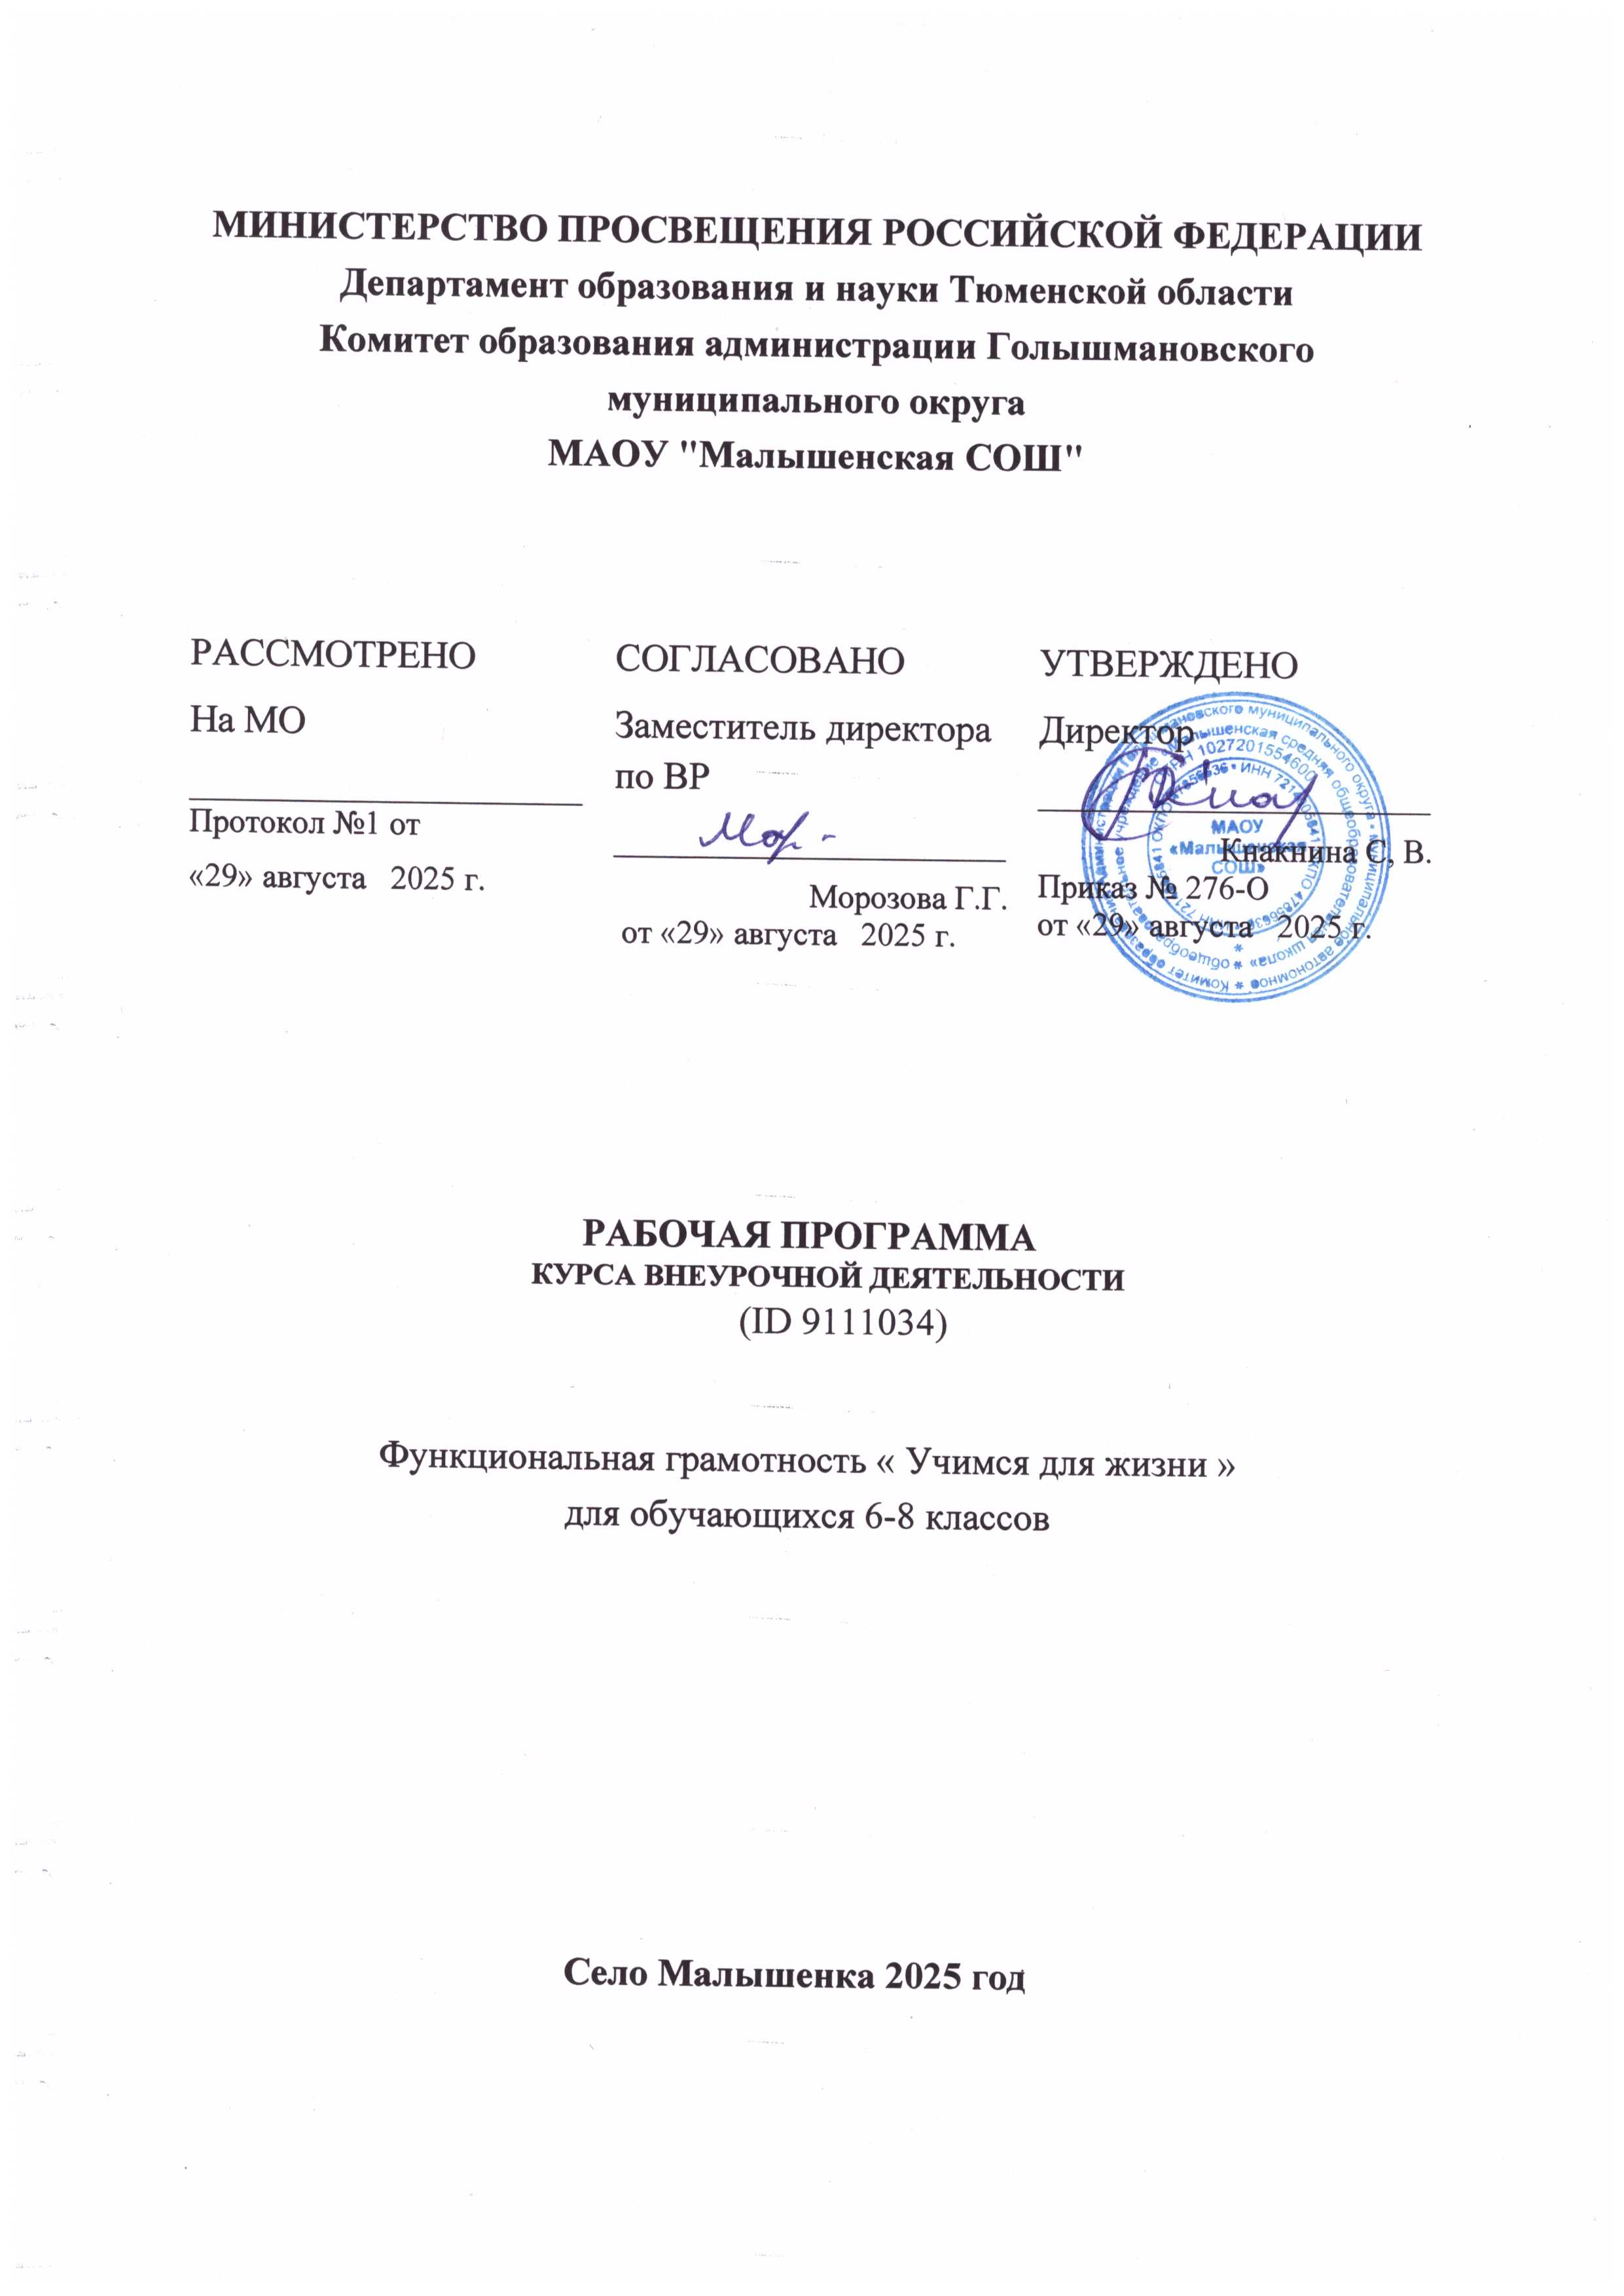 МИНИСТЕРСТВО ПРОСВЕЩЕНИЯ РОССИЙСКОЙ ФЕДЕРАЦИИ
Департамент образования и науки Тюменской области
Комитет образования администрации Голышмановского
муниципального округа
МАОУ "Малышенская СОШ"
РАССМОТРЕНО
На МО
Протокол №1 от
«29» августа 2025 г.
СОГЛАСОВАНО
Заместитель директора
по ВР
Мор
Морозова Г.Г.
от «29» августа 2025 г.
УТВЕРЖДЕНО
Директор
Кнакнина С, В.
Приказ № 276-О
от «29» августа 2025 г.
МАОУ
«Малышенская
СОШ»
РАБОЧАЯ ПРОГРАММА
КУРСА ВНЕУРОЧНОЙ ДЕЯТЕЛЬНОСТИ
(ID 9111034)
Функциональная грамотность « Учимся для жизни »
для обучающихся 6-8 классов
Село Малышенка 2025 год